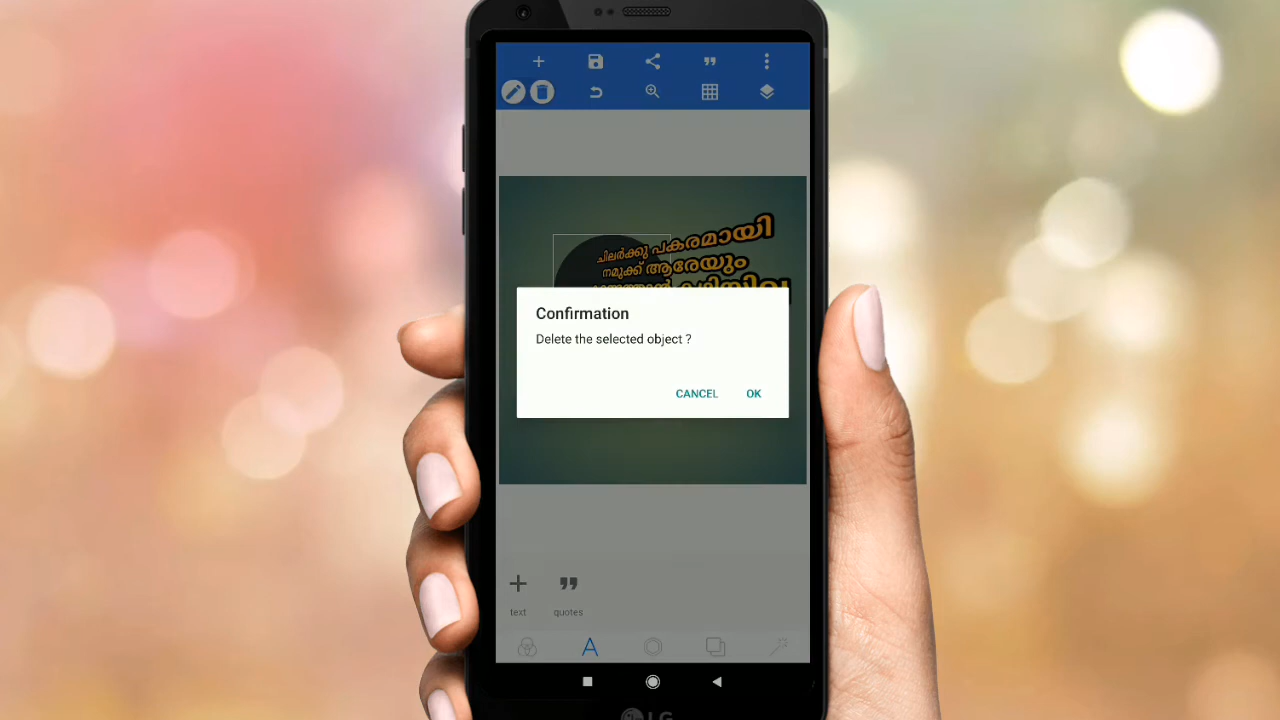 ചിലർക്കു പകരമായി
നമുക്ക് ആരേയും
Confirmation
Delete the selected object ?
CANCEL OK
text quotes
LG